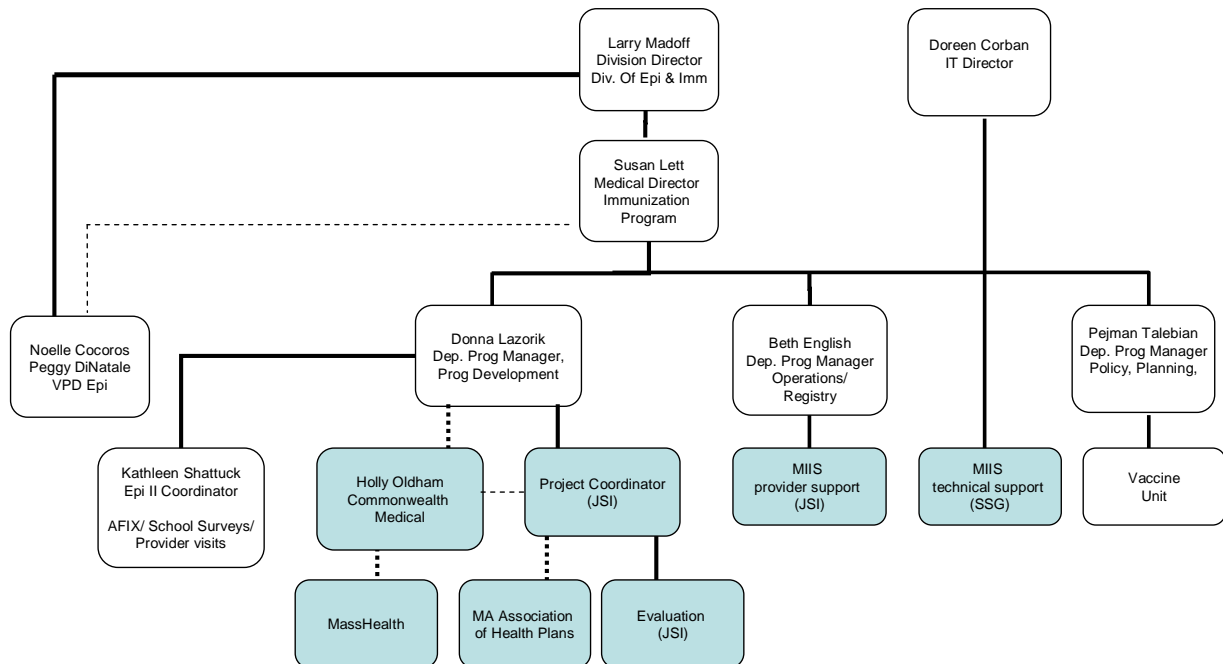 Larry Madoff
Division Director
Div. Of Epi & Imm
Doreen Corban
IT Director
Susan Lett
Medical Director
Immunization
Program
Noelle Cocoros
Peggy DiNatale
VPD Epi
Donna Lazorik
Dep. Prog Manager,
Prog Development
Beth English
Dep. Prog Manager
Operations/
Registry
Pejman Talebian
Dep. Prog Manager
Policy, Planning,
Kathleen Shattuck
Epi II Coordinator
AFIX/ School Surveys/
Provider visits
Holly Oldham
Commonwealth
Medical
Project Coordinator
(JSI)
MIIS
provider support
(JSI)
MIIS
technical support
(SSG)
Vaccine
Unit
MassHealth
MA Association
of Health Plans
Evaluation
(JSI)